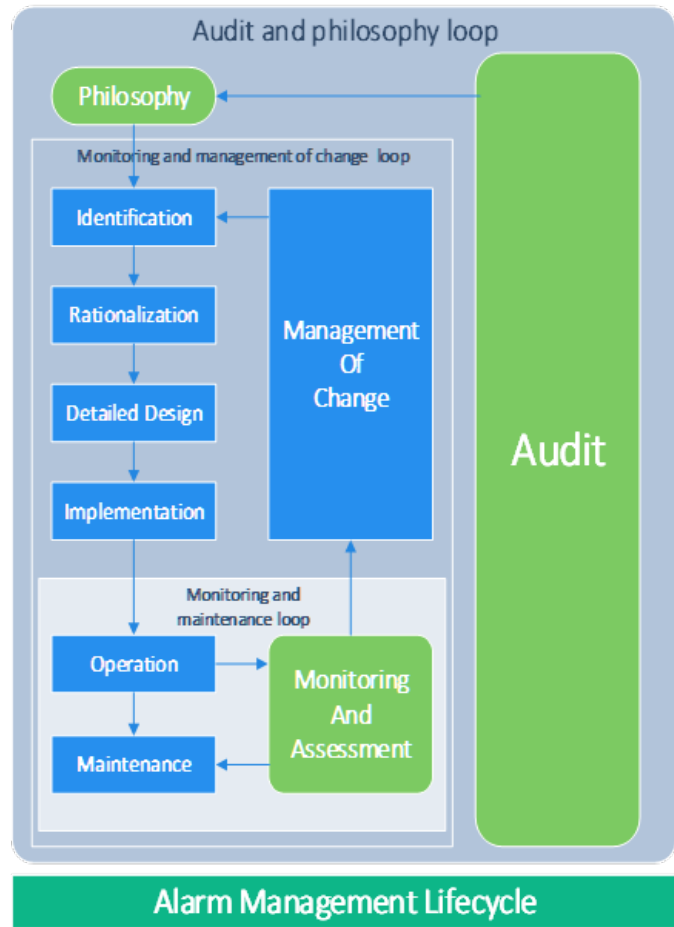 Audit and philosophy loop
Philosophy
Monitoring and management of change loop
Identification
Rationalization
Detailed Design
Implementation
Management
Of
Change
Audit
Monitoring and
maintenance loop
Operation
Maintenance
Monitoring
And
Assessment
Alarm Management Lifecycle